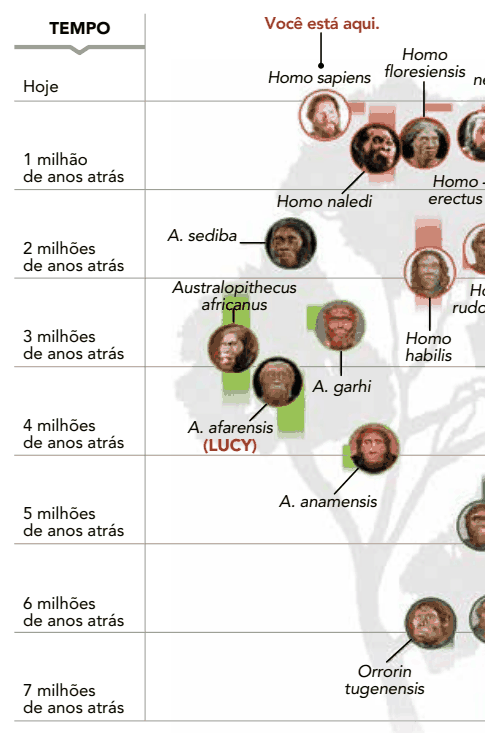 TEMPO
Você está aqui.
Homo
floresiensis
Homo sapiens
Hoje
1 milhão
de anos atrás
Homo
erectus
Homo naledi
A. sediba
2 milhões
de anos atrás
Australopithecus
africanus
3 milhões
de anos atrás
Homo
habilis
A. garhi
4 milhões
de anos atrás
A. afarensis
(LUCY)
A. anamensis
5 milhões
de anos atrás
6 milhões
de anos atrás
Orrorin
tugenensis
7 milhões
de anos atrás